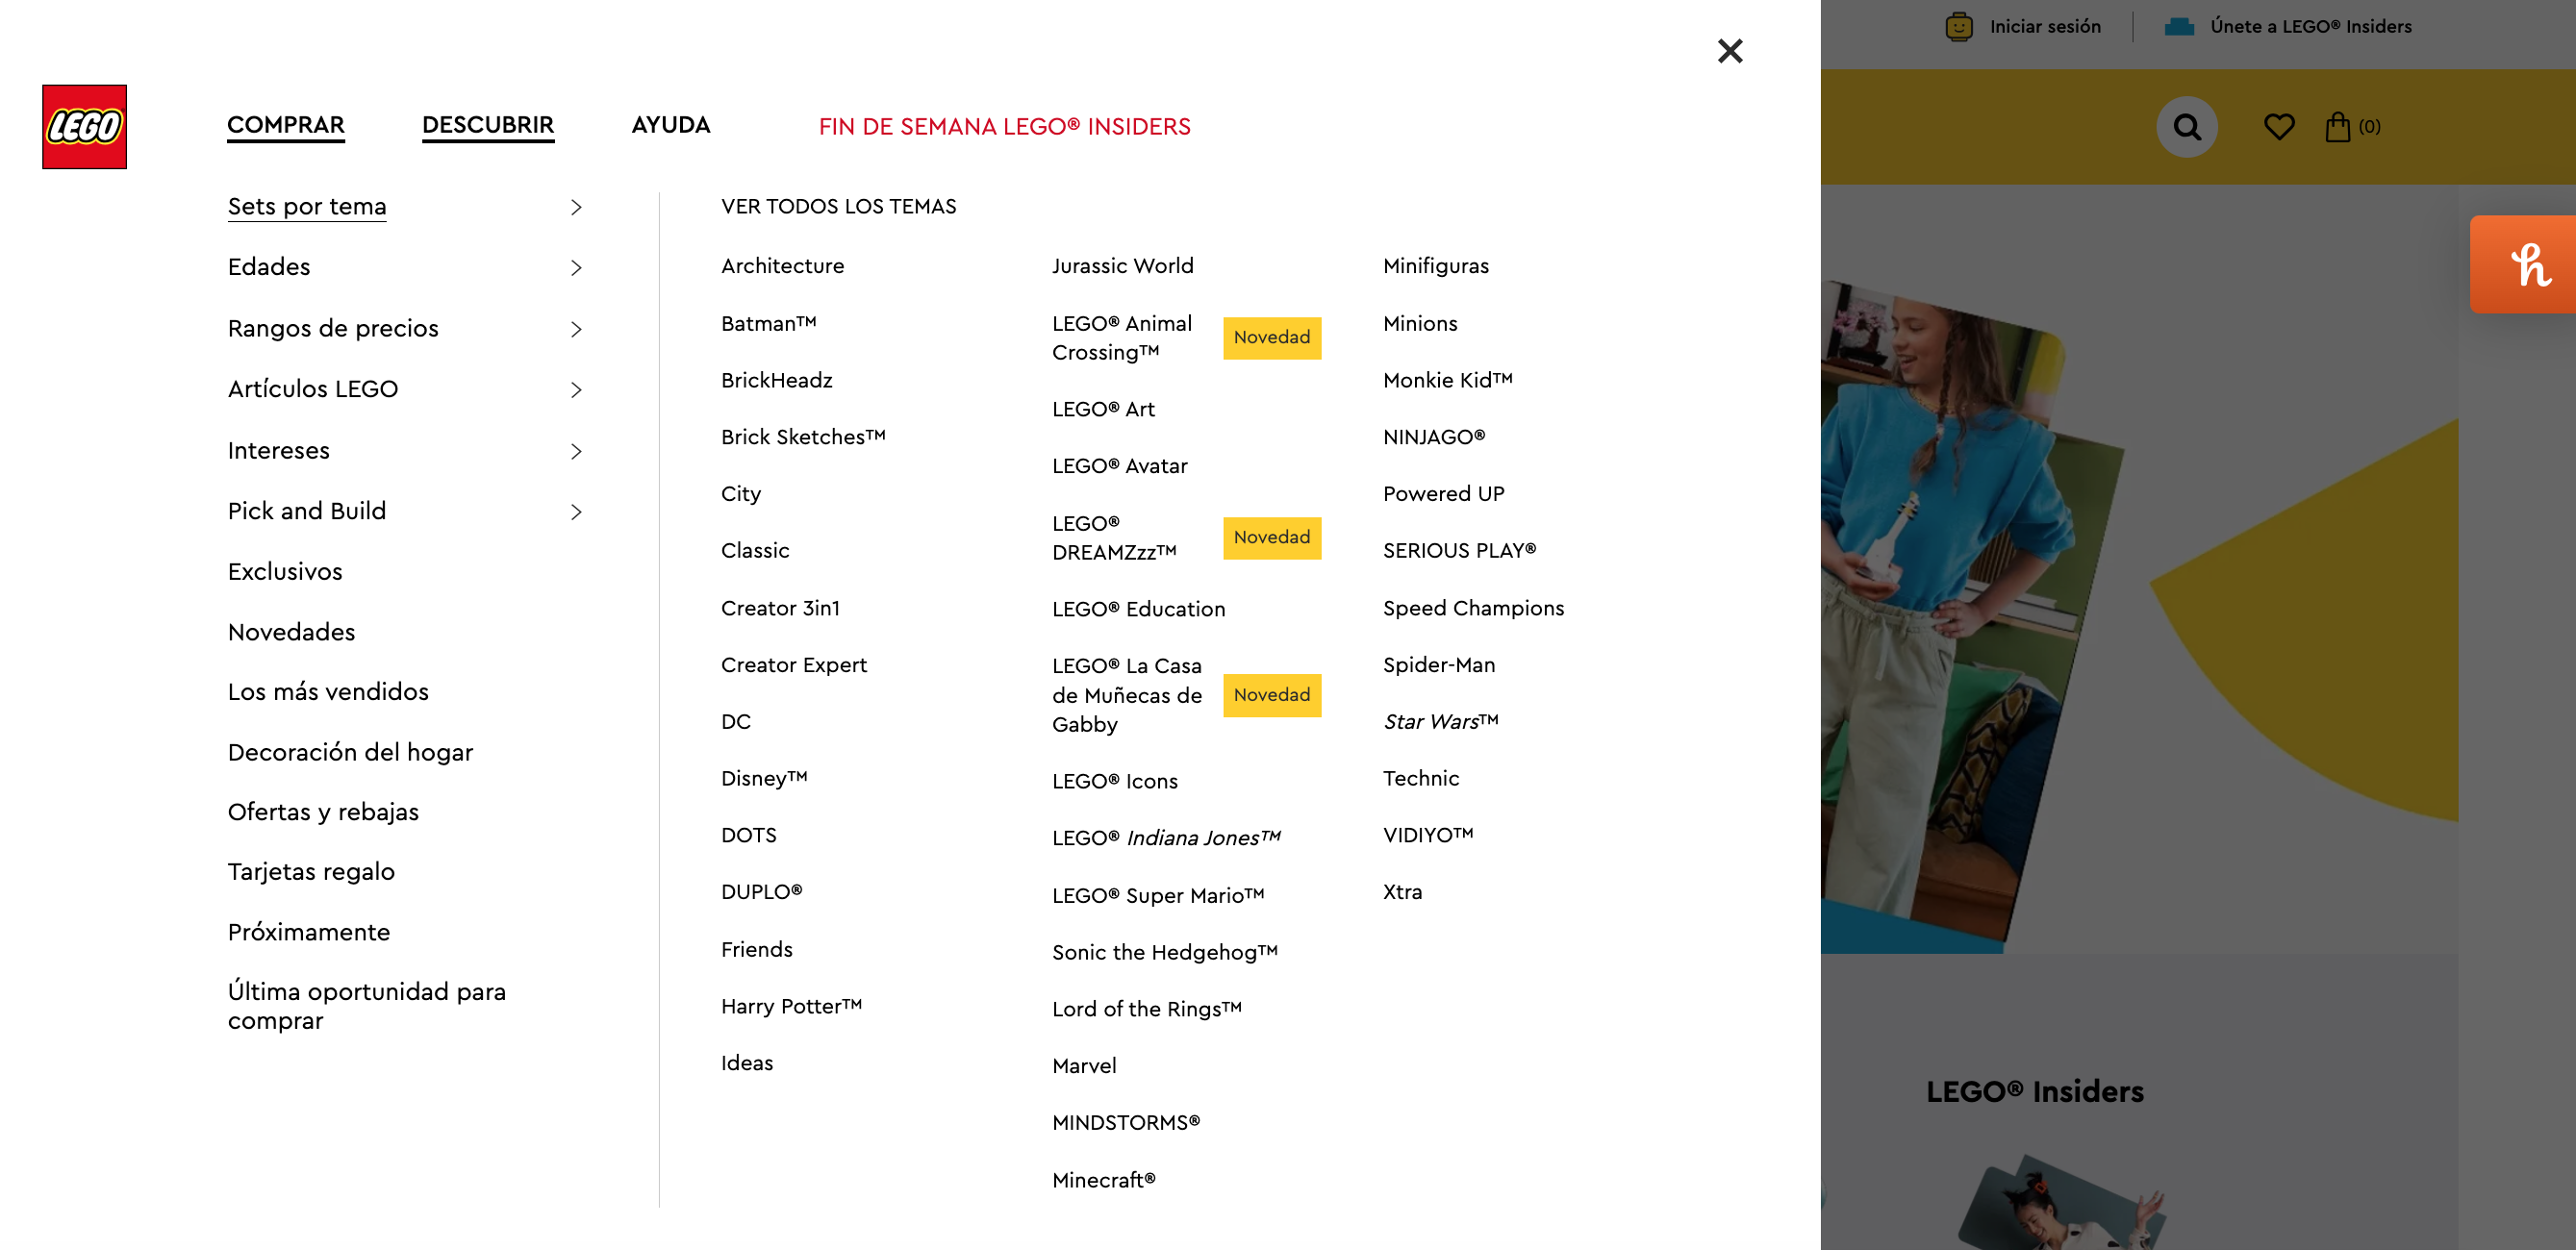 Iniciar sesión
Únete a LEGO® Insiders
LEGO
COMPRAR
DESCUBRIR
AYUDA
FIN DE SEMANA LEGO® INSIDERS
(0)
Sets por tema
Edades
Rangos de precios
Artículos LEGO
Intereses
Pick and Build
Exclusivos
Novedades
Los más vendidos
Decoración del hogar
Ofertas y rebajas
Tarjetas regalo
Próximamente
Última oportunidad para
comprar
VER TODOS LOS TEMAS
Architecture
Batman™
BrickHeadz
Brick Sketches™
City
Classic
Creator 3in1
Creator Expert
DC
Disney™
DOTS
DUPLO®
Friends
Harry Potter™
Ideas
Jurassic World
LEGO® Animal
Crossing™
Novedad
LEGO® Art
LEGO® Avatar
LEGO®
DREAMZzz™
Novedad
LEGO® Education
LEGO® La Casa
de Muñecas de
Gabby
Novedad
LEGO® Icons
LEGO® Indiana Jones™
LEGO® Super Mario™
Sonic the Hedgehog™
Lord of the Rings™
Marvel
MINDSTORMS®
Minecraft®
Minifiguras
Minions
Monkie Kid™
NINJAGO®
Powered UP
SERIOUS PLAY®
Speed Champions
Spider-Man
Star Wars™
Technic
VIDIYO™
Xtra
h
LEGO® Insiders